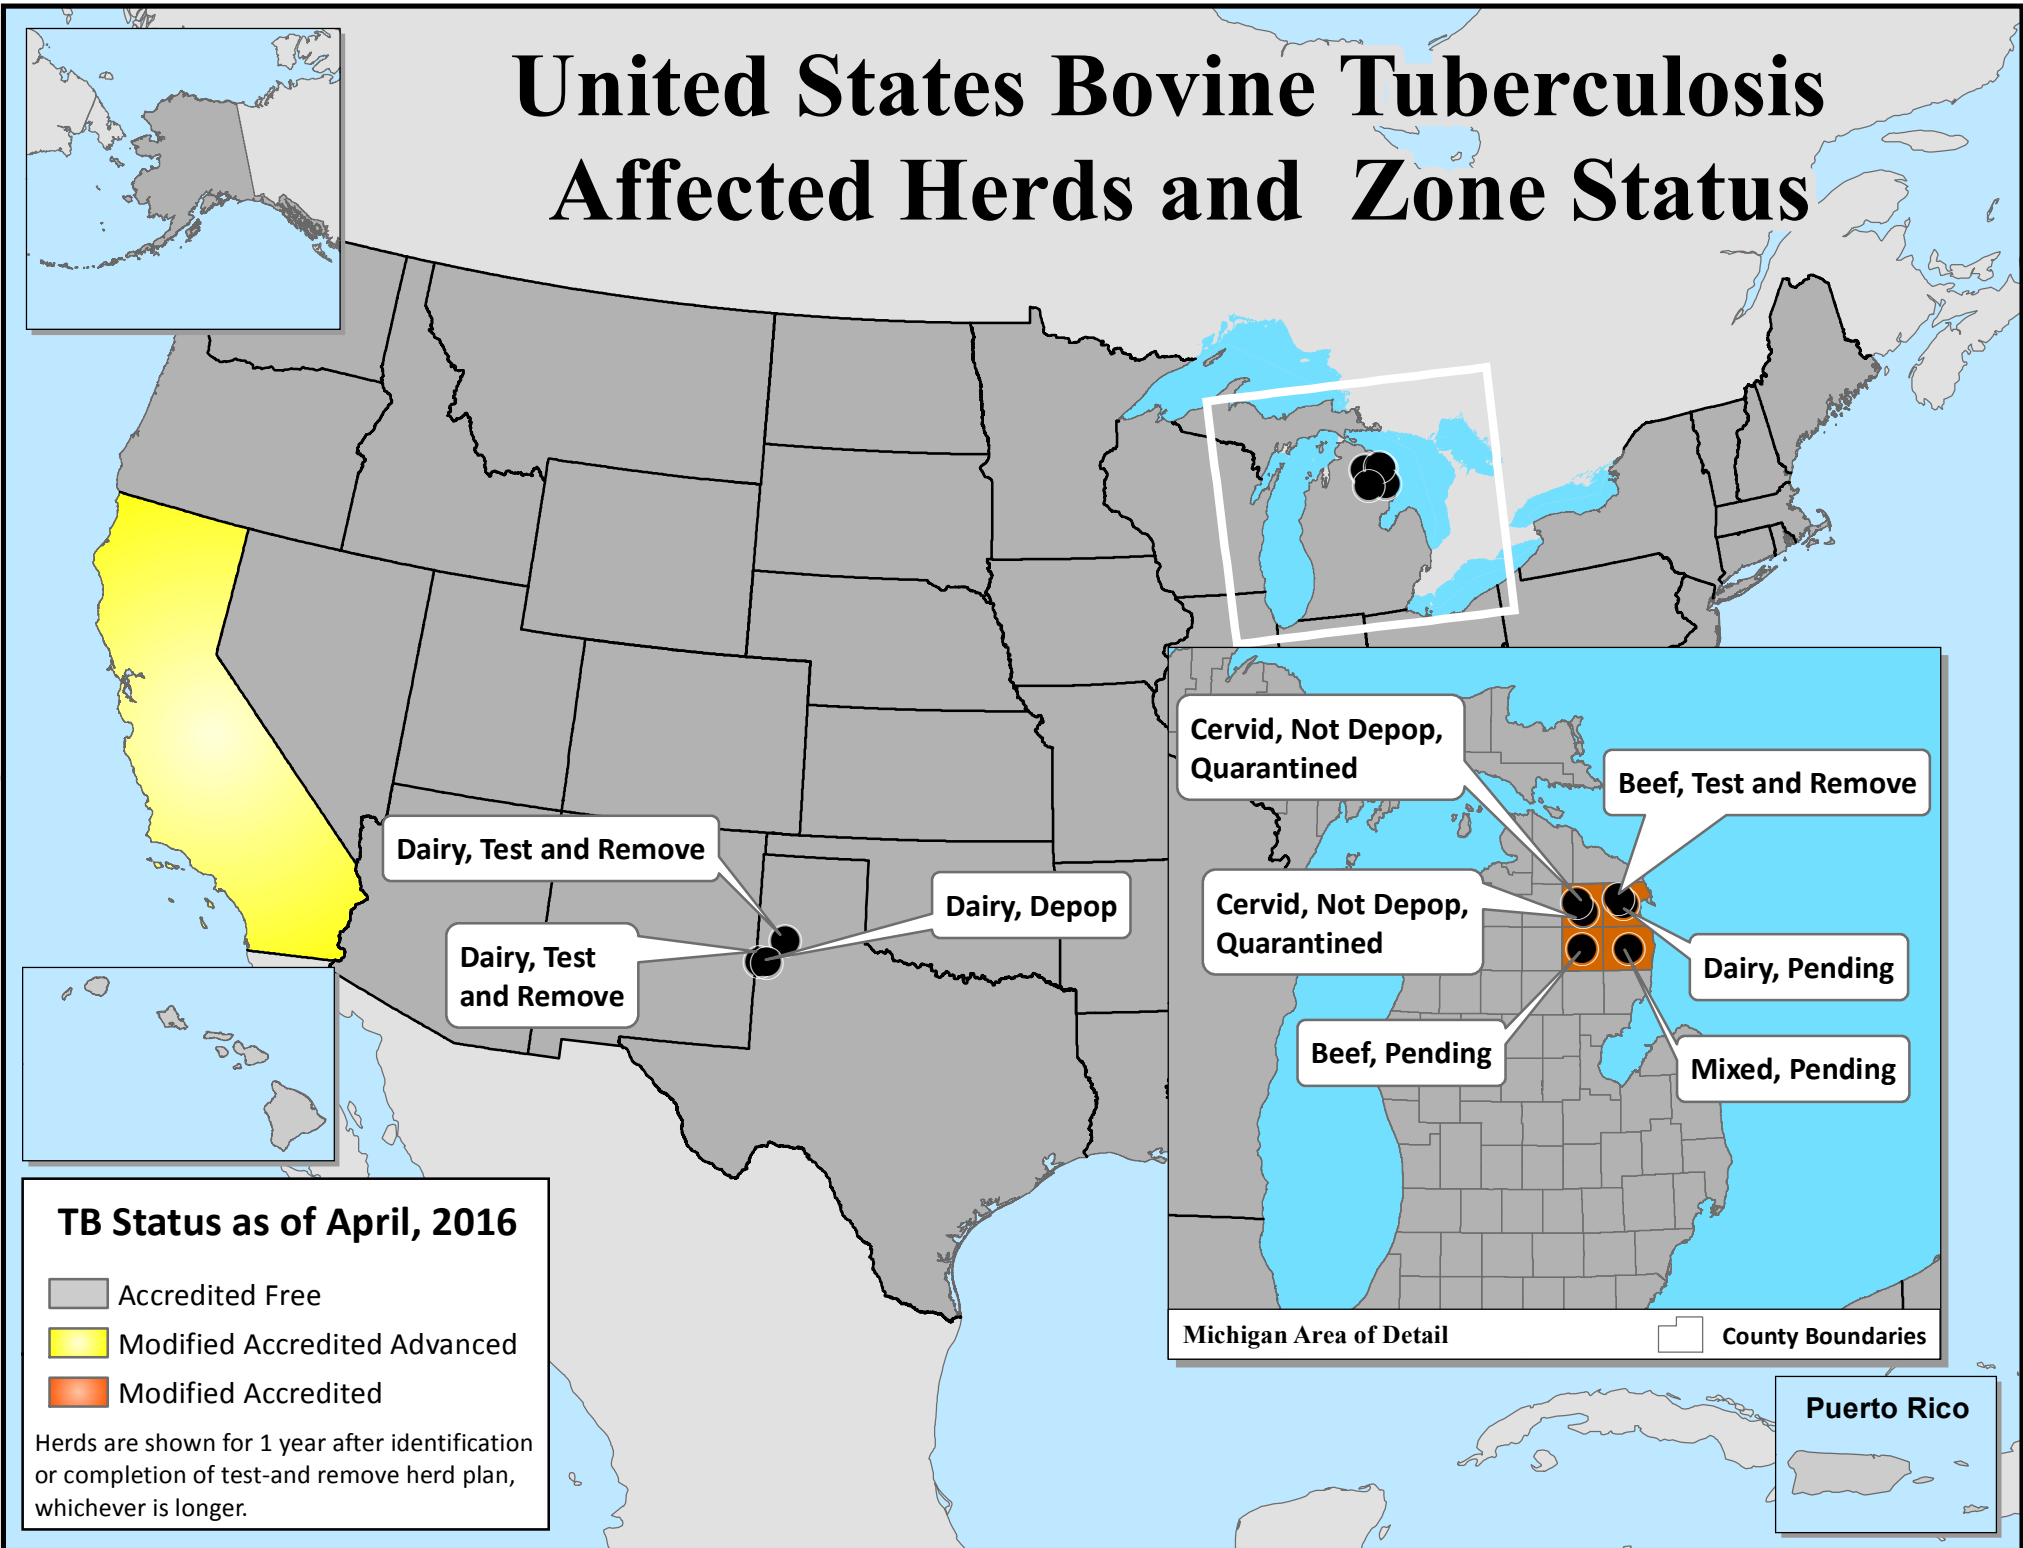 United States Bovine Tuberculosis
Affected Herds and Zone Status
Cervid, Not Depop,
Quarantined
Beef, Test and Remove
Dairy, Test and Remove
Dairy, Depop
Cervid, Not Depop,
Quarantined
Dairy, Test
and Remove
Dairy, Pending
Beef, Pending
Mixed, Pending
TB Status as of April, 2016
Accredited Free
Modified Accredited Advanced
Modified Accredited
Herds are shown for 1 year after identification
or completion of test-and remove herd plan,
whichever is longer.
Michigan Area of Detail
County Boundaries
Puerto Rico